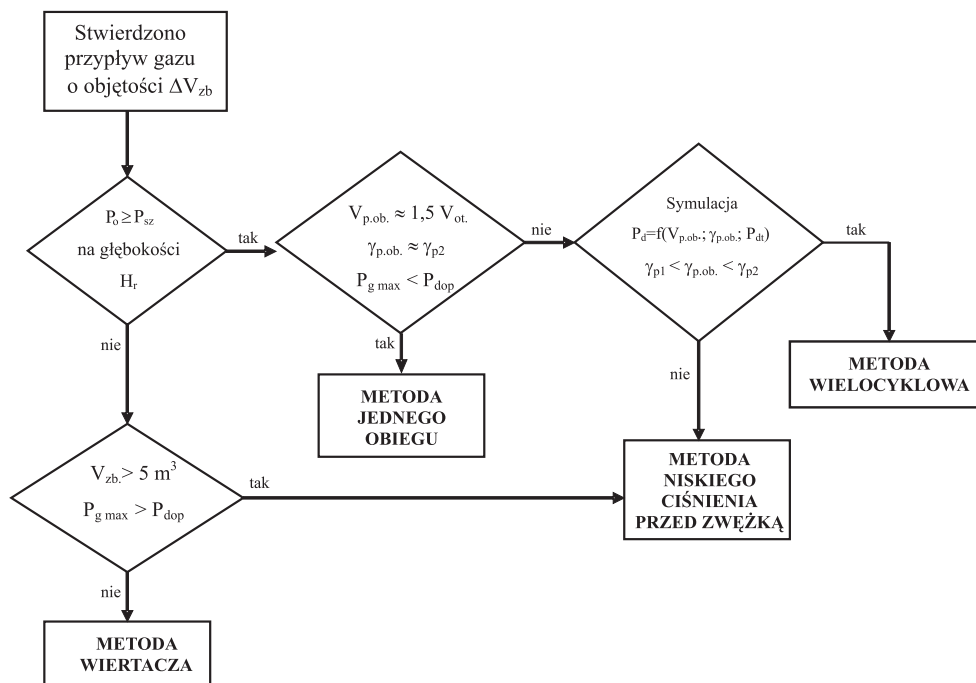 Stwierdzono
przypływ gazu
o objętości ΔV_zb
P_o ≥ P_sz
na głębokości
H_r
tak
nie
V_p.ob. ≈ 1,5 V_ot.
γ_p.ob. ≈ γ_p2
P_g max < P_dop
nie
tak
Symulacja
P_d=f(V_p.ob.; γ_p.ob.; P_dt)
γ_p1 < γ_p.ob. < γ_p2
tak
nie
METODA
JEDNEGO
OBIEGU
METODA
WIELOCYKLOWA
V_zb. > 5 m³
P_g max > P_dop
tak
nie
METODA
NISKIEGO
CIŚNIENIA
PRZED ZWĘŻKĄ
METODA
WIERTACZA